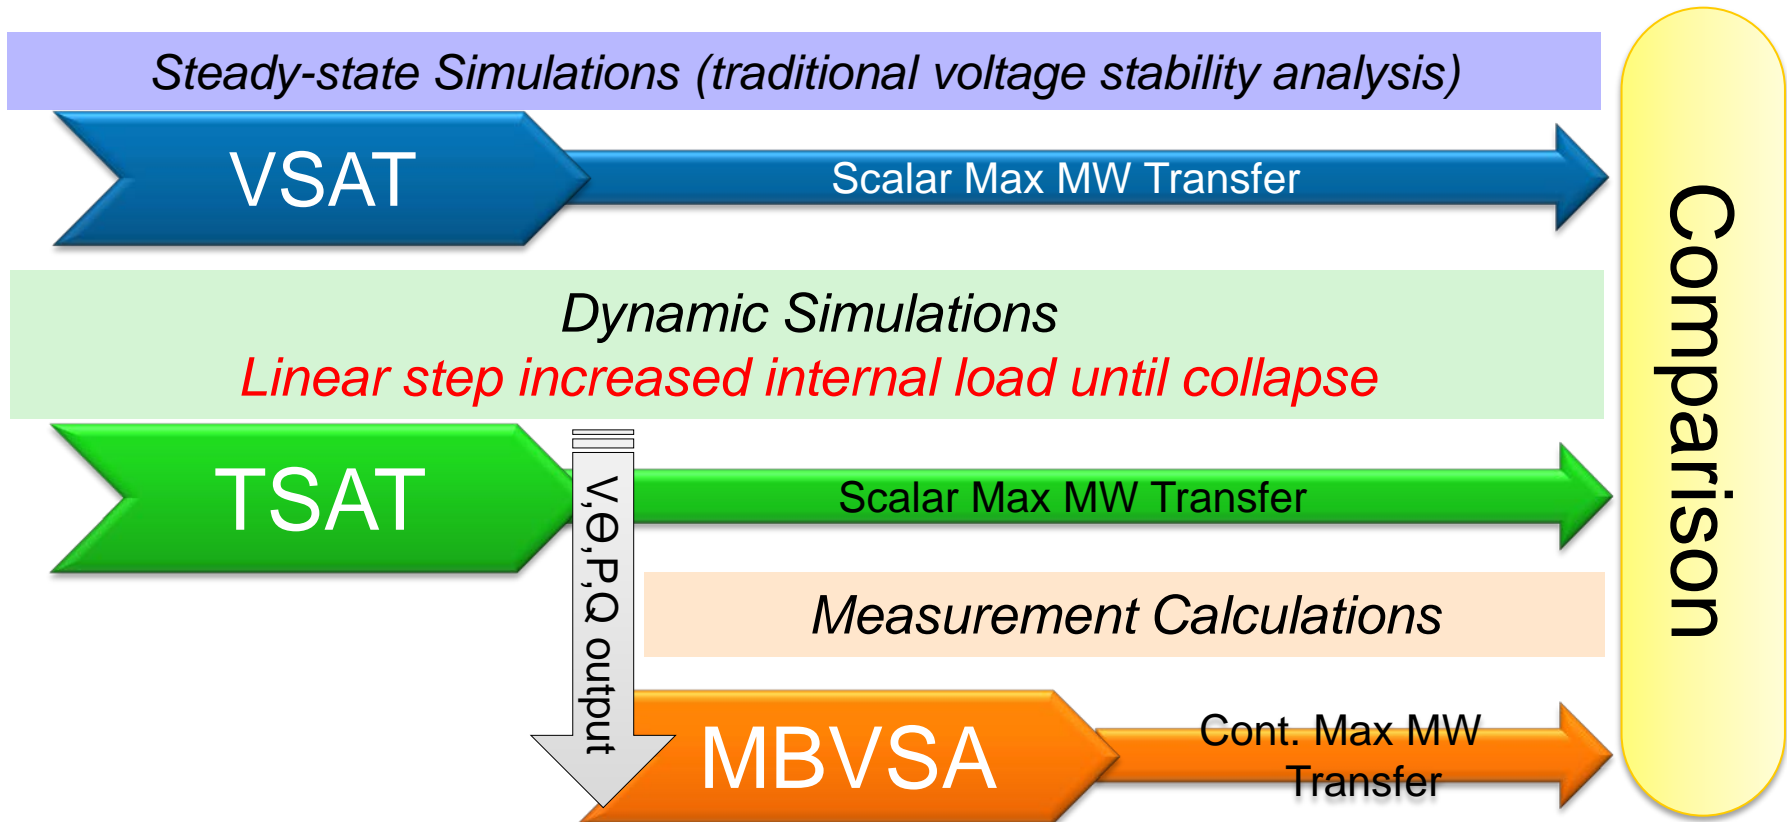 Steady-state Simulations (traditional voltage stability analysis)
VSAT
Scalar Max MW Transfer
Dynamic Simulations
Linear step increased internal load until collapse
TSAT
Scalar Max MW Transfer
V,Θ,P,Q output
Measurement Calculations
MBVSA
Cont. Max MW
Transfer
Comparison